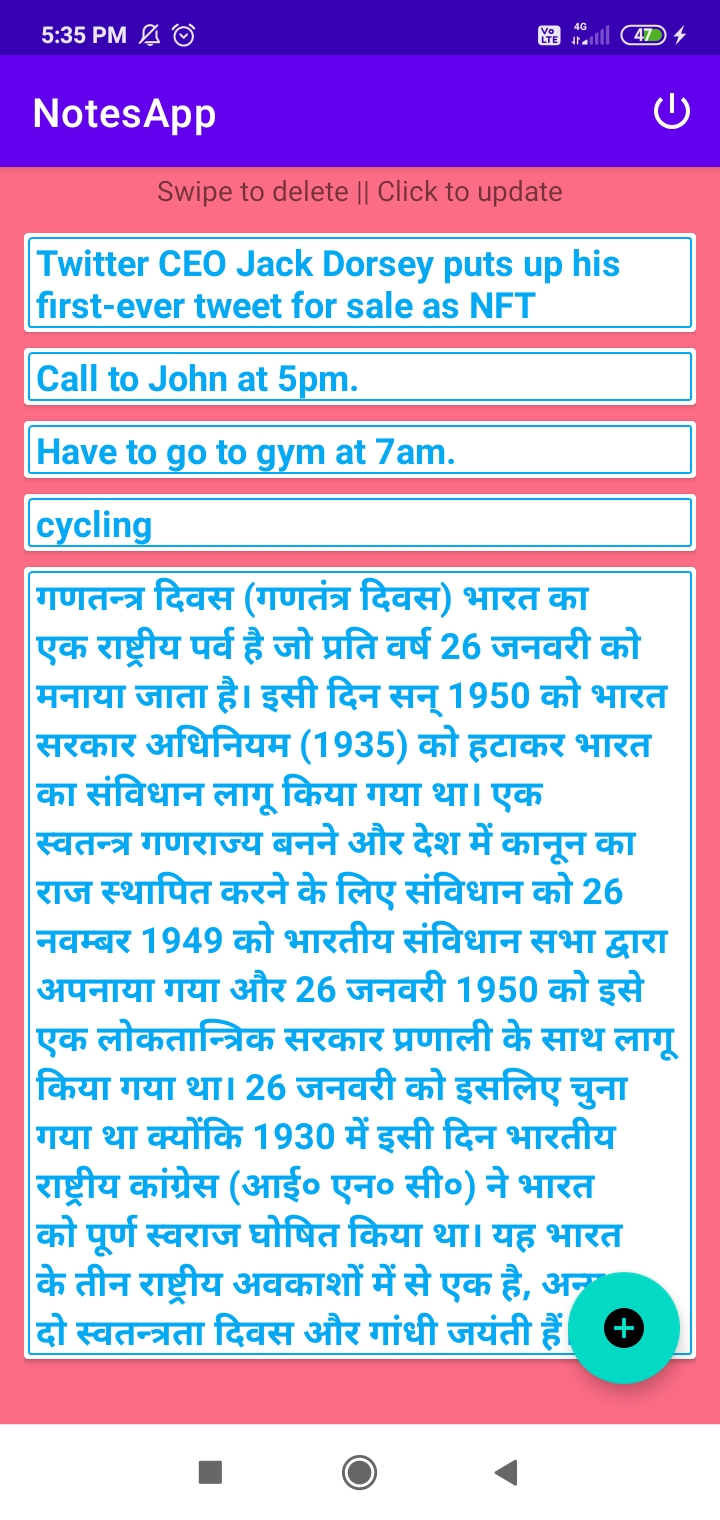 5:35 PM
Vo LTE
4G
47
NotesApp
Swipe to delete || Click to update
Twitter CEO Jack Dorsey puts up his
first-ever tweet for sale as NFT
Call to John at 5pm.
Have to go to gym at 7am.
cycling
गणतन्त्र दिवस (गणतंत्र दिवस) भारत का
एक राष्ट्रीय पर्व है जो प्रति वर्ष 26 जनवरी को
मनाया जाता है। इसी दिन सन् 1950 को भारत
सरकार अधिनियम (1935) को हटाकर भारत
का संविधान लागू किया गया था। एक
स्वतन्त्र गणराज्य बनने और देश में कानून का
राज स्थापित करने के लिए संविधान को 26
नवम्बर 1949 को भारतीय संविधान सभा द्वारा
अपनाया गया और 26 जनवरी 1950 को इसे
एक लोकतान्त्रिक सरकार प्रणाली के साथ लागू
किया गया था। 26 जनवरी को इसलिए चुना
गया था क्योंकि 1930 में इसी दिन भारतीय
राष्ट्रीय कांग्रेस (आई० एन० सी०) ने भारत
को पूर्ण स्वराज घोषित किया था। यह भारत
के तीन राष्ट्रीय अवकाशों में से एक है,
दो स्वतन्त्रता दिवस और गांधी जयंती हैं